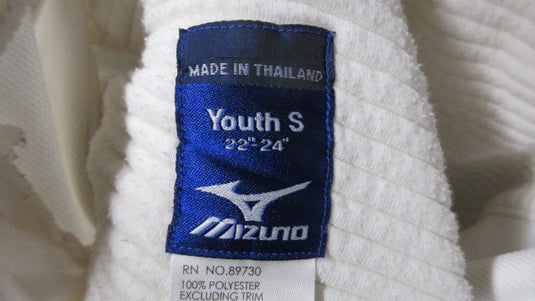 MADE IN THAILAND
Youth S
22"-24"
MIZUNO
RN NO.89730
100% POLYESTER
EXCLUDING TRIM